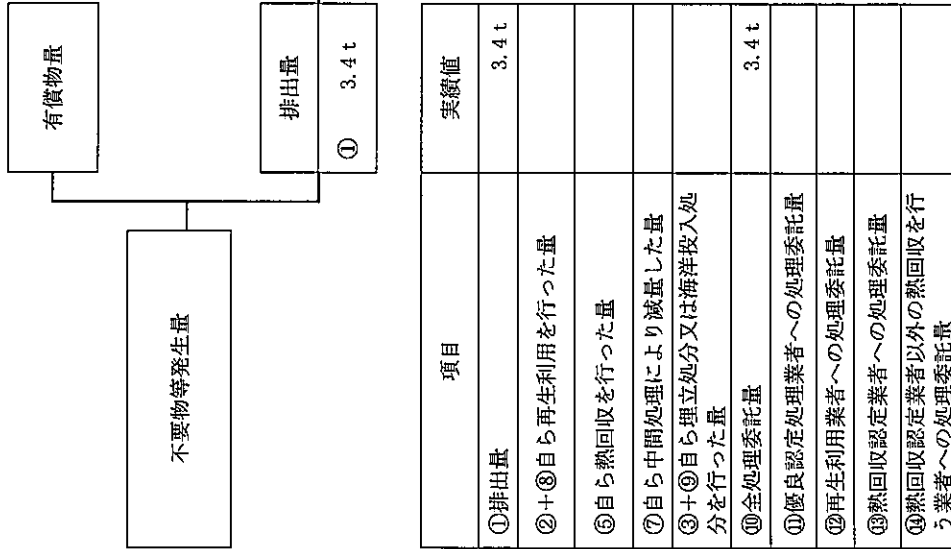 有償物量
不要物等発生量
排出量
① 3.4 t
項目 実績値
①排出量 3.4 t
②+⑧自ら再生利用を行った量
⑤自ら熱回収を行った量
⑦自ら中間処理により減量した量
③+⑨自ら埋立処分又は海洋投入処
分を行った量
⑩全処理委託量 3.4 t
⑪優良認定処理業者への処理委託量
⑫再生利用業者への処理委託量
⑬熱回収認定業者への処理委託量
⑭熱回収認定業者以外の熱回収を行
う業者への処理委託量